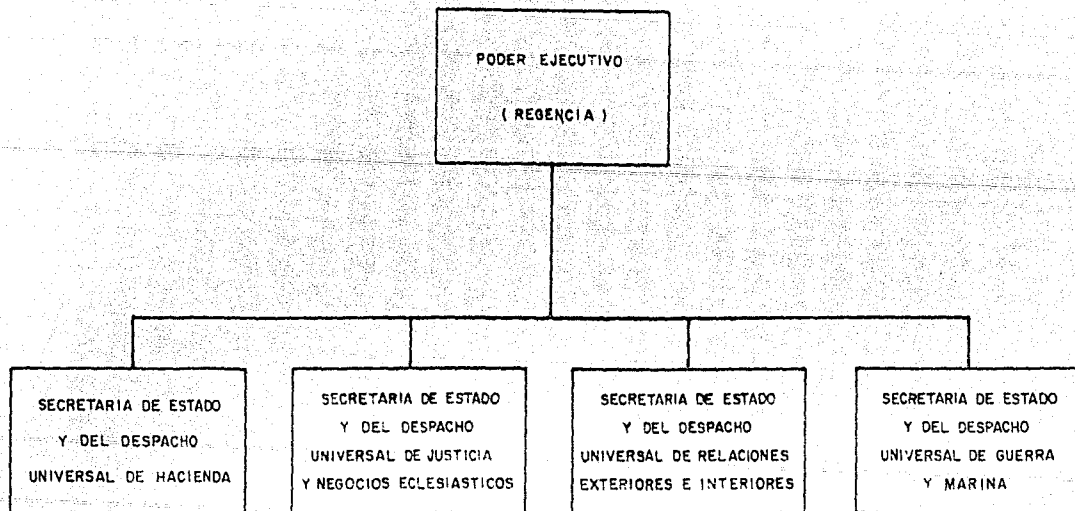 PODER EJECUTIVO
( REGENCIA )
SECRETARIA DE ESTADO
Y DEL DESPACHO
UNIVERSAL DE HACIENDA
SECRETARIA DE ESTADO
Y DEL DESPACHO
UNIVERSAL DE JUSTICIA
Y NEGOCIOS ECLESIASTICOS
SECRETARIA DE ESTADO
Y DEL DESPACHO
UNIVERSAL DE RELACIONES
EXTERIORES E INTERIORES
SECRETARIA DE ESTADO
Y DEL DESPACHO
UNIVERSAL DE GUERRA
Y MARINA